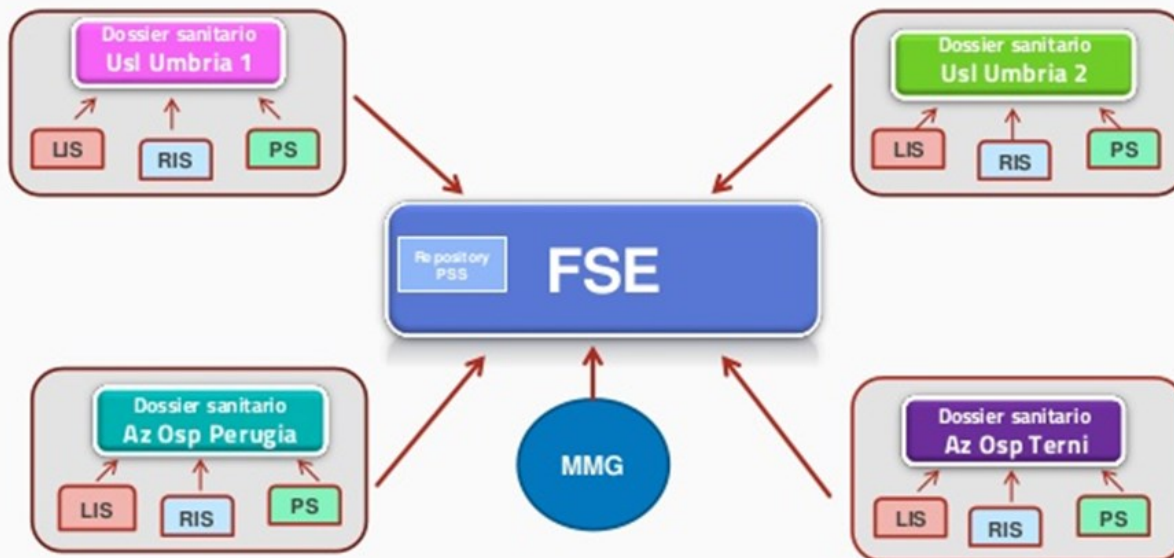 Dossier sanitario
Usl Umbria 1
LIS
RIS
PS
Dossier sanitario
Usl Umbria 2
LIS
RIS
PS
Repository
PSS
FSE
Dossier sanitario
Az Osp Perugia
LIS
RIS
PS
MMG
Dossier sanitario
Az Osp Terni
LIS
RIS
PS